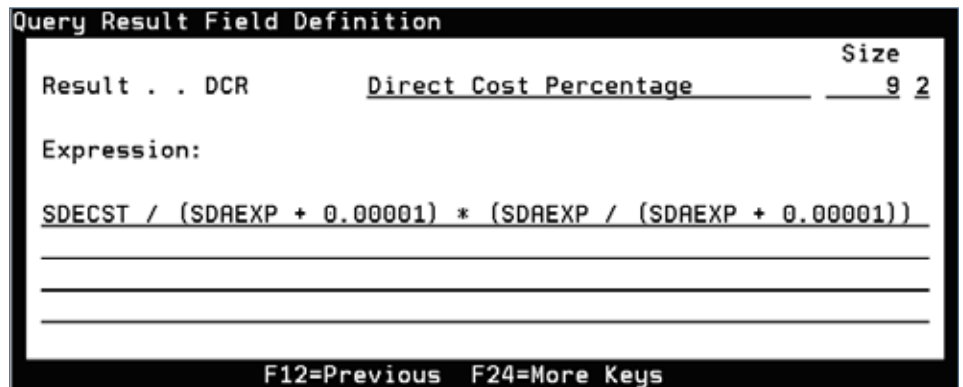 Query Result Field Definition
Size
Result . . DCR Direct Cost Percentage 9 2
Expression:
SDECST / (SDAEXP + 0.00001) * (SDAEXP / (SDAEXP + 0.00001))
F12=Previous F24=More Keys